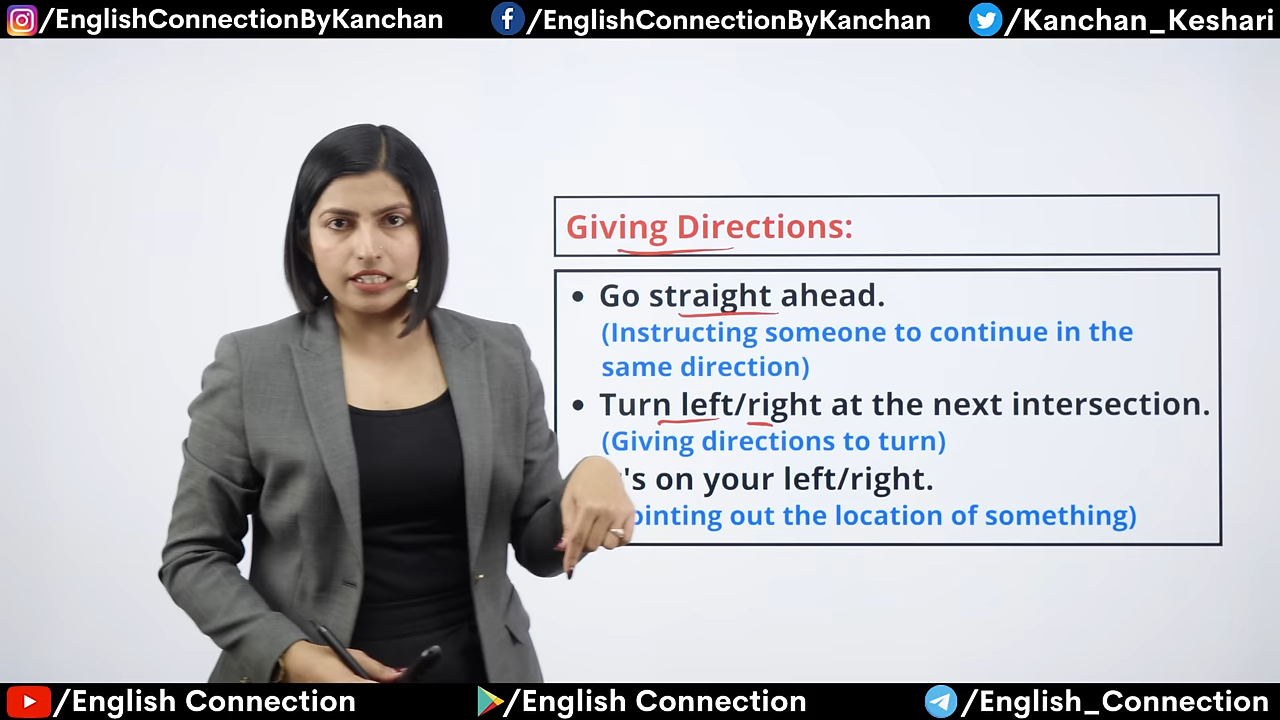 /EnglishConnectionByKanchan /EnglishConnectionByKanchan /Kanchan_Keshari
Giving Directions:
• Go straight ahead.
(Instructing someone to continue in the
same direction)
• Turn left/right at the next intersection.
(Giving directions to turn)
's on your left/right.
out the location of something)
/English Connection /English Connection /English_Connection